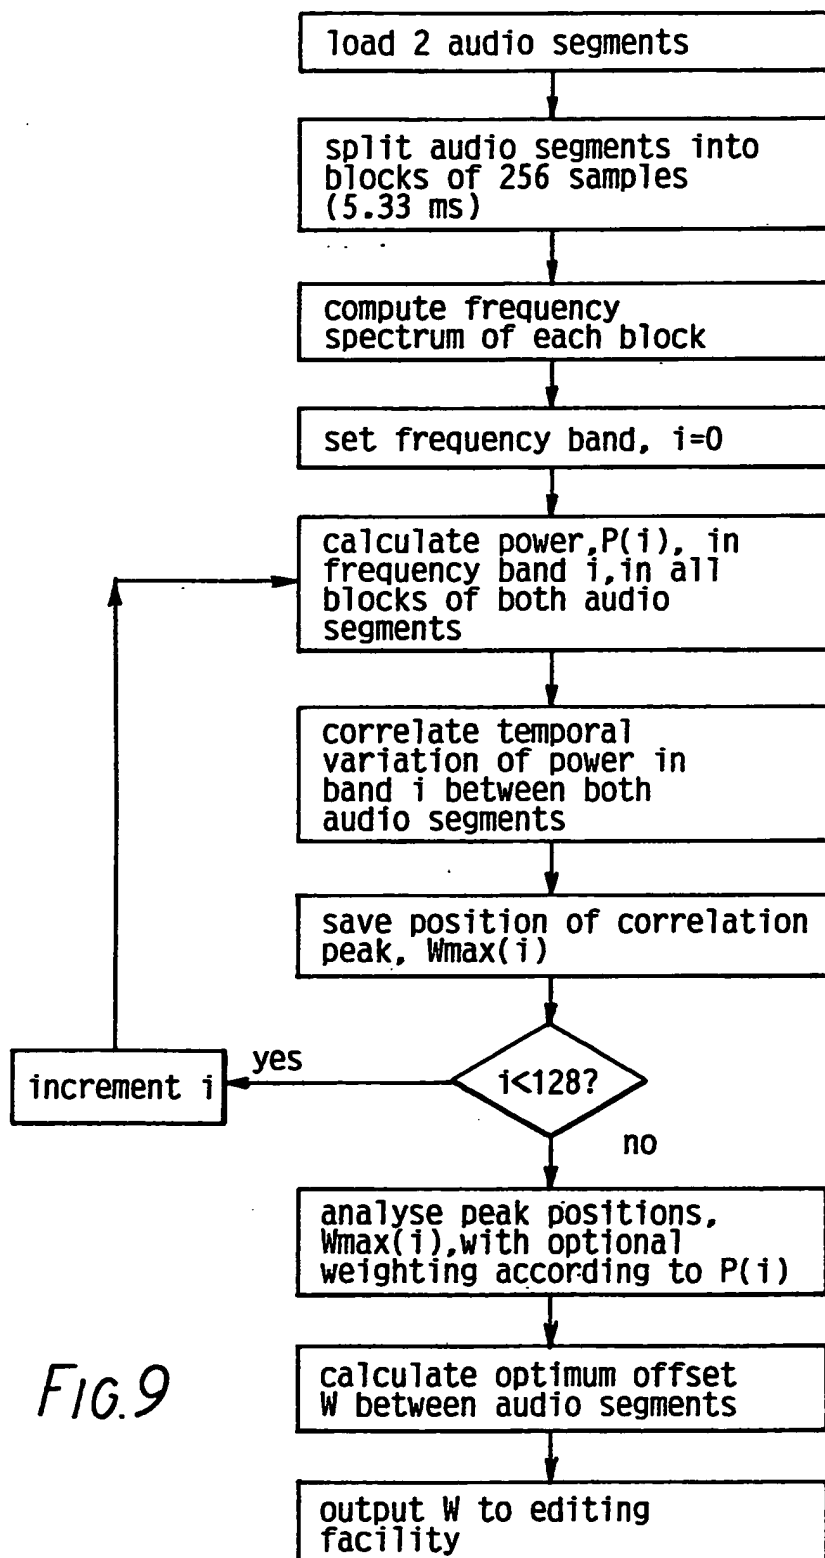 load 2 audio segments
split audio segments into
blocks of 256 samples
(5.33 ms)
compute frequency
spectrum of each block
set frequency band, i=0
calculate power,P(i), in
frequency band i,in all
blocks of both audio
segments
correlate temporal
variation of power in
band i between both
audio segments
save position of correlation
peak, Wmax(i)
i<128?
yes
increment i
no
analyse peak positions,
Wmax(i),with optional
weighting according to P(i)
calculate optimum offset
W between audio segments
output W to editing
facility
FIG.9